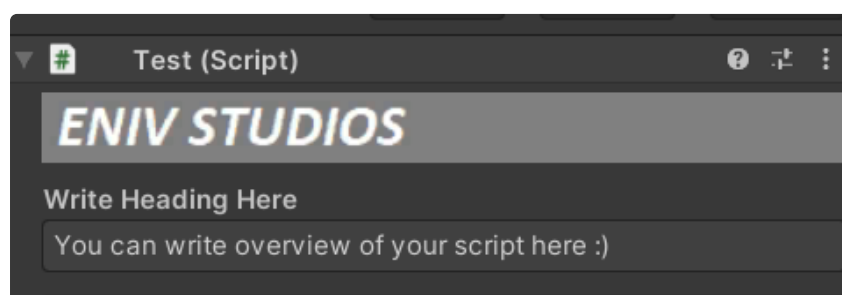 Test (Script)
ENIV STUDIOS
Write Heading Here
You can write overview of your script here :)